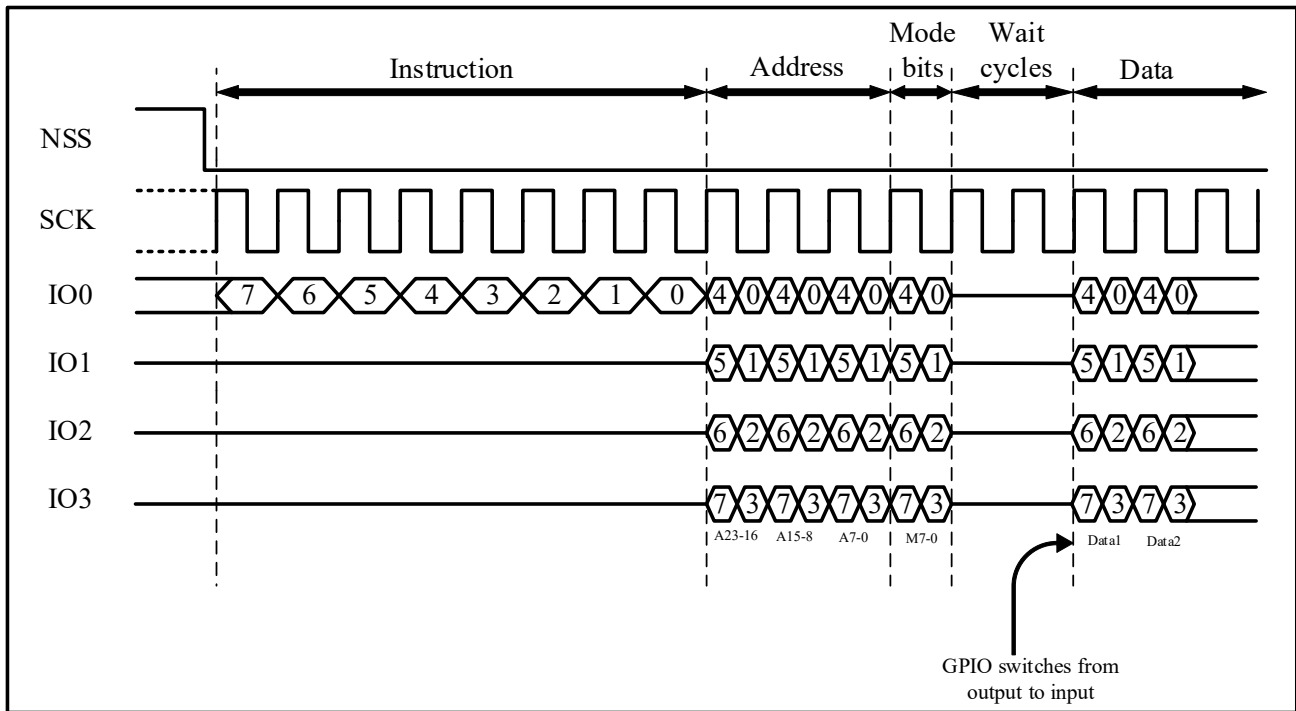 Instruction
Address
Mode
bits
Wait
cycles
Data
NSS
SCK
IO0 7 6 5 4 3 2 1 0 4 0 4 0 4 0 4 0 4 0 4 0
IO1 5 1 5 1 5 1 5 1 5 1 5 1
IO2 6 2 6 2 6 2 6 2 6 2 6 2
IO3 7 3 7 3 7 3 7 3 7 3 7 3
A23-16 A15-8 A7-0 M7-0 Data1 Data2
GPIO switches from
output to input